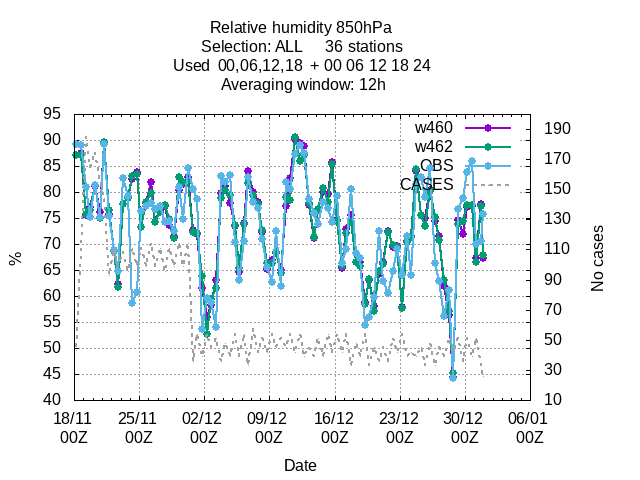 Relative humidity 850hPa
Selection: ALL 36 stations
Used 00,06,12,18 + 00 06 12 18 24
Averaging window: 12h
95
90
85
80
75
70
65
60
55
50
45
40
%
w460
w462
OBS
CASES
190
170
150
130
110
90
70
50
30
10
No cases
18/11 25/11 02/12 09/12 16/12 23/12 30/12 06/01
00Z 00Z 00Z 00Z 00Z 00Z 00Z 00Z
Date